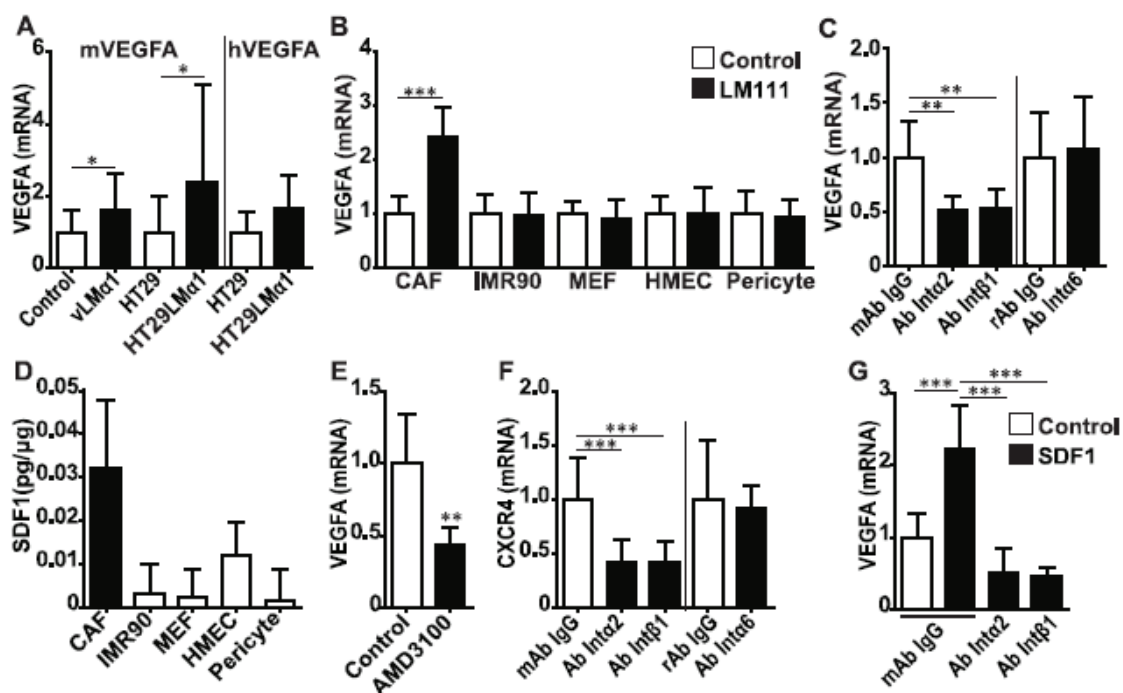 A
mVEGFA
hVEGFA
VEGFA (mRNA)
6
4
2
0
*
*
Control
vLMα1
HT29
HT29LMα1
HT29
HT29LMα1
B
VEGFA (mRNA)
4
3
2
1
0
***
Control
LM111
CAF
IMR90
MEF
HMEC
Pericyte
C
VEGFA (mRNA)
2.0
1.5
1.0
0.5
0
**
**
mAb IgG
Ab Intα2
Ab Intβ1
rAb IgG
Ab Intα6
D
SDF1(pg/µg)
0.05
0.04
0.03
0.02
0.01
0
CAF
IMR90
MEF
HMEC
Pericyte
E
VEGFA (mRNA)
1.5
1.0
0.5
0
**
Control
AMD3100
F
CXCR4 (mRNA)
2.0
1.5
1.0
0.5
0
***
***
mAb IgG
Ab Intα2
Ab Intβ1
rAb IgG
Ab Intα6
G
VEGFA (mRNA)
3
2
1
0
***
***
***
Control
SDF1
mAb IgG
Ab Intα2
Ab Intβ1